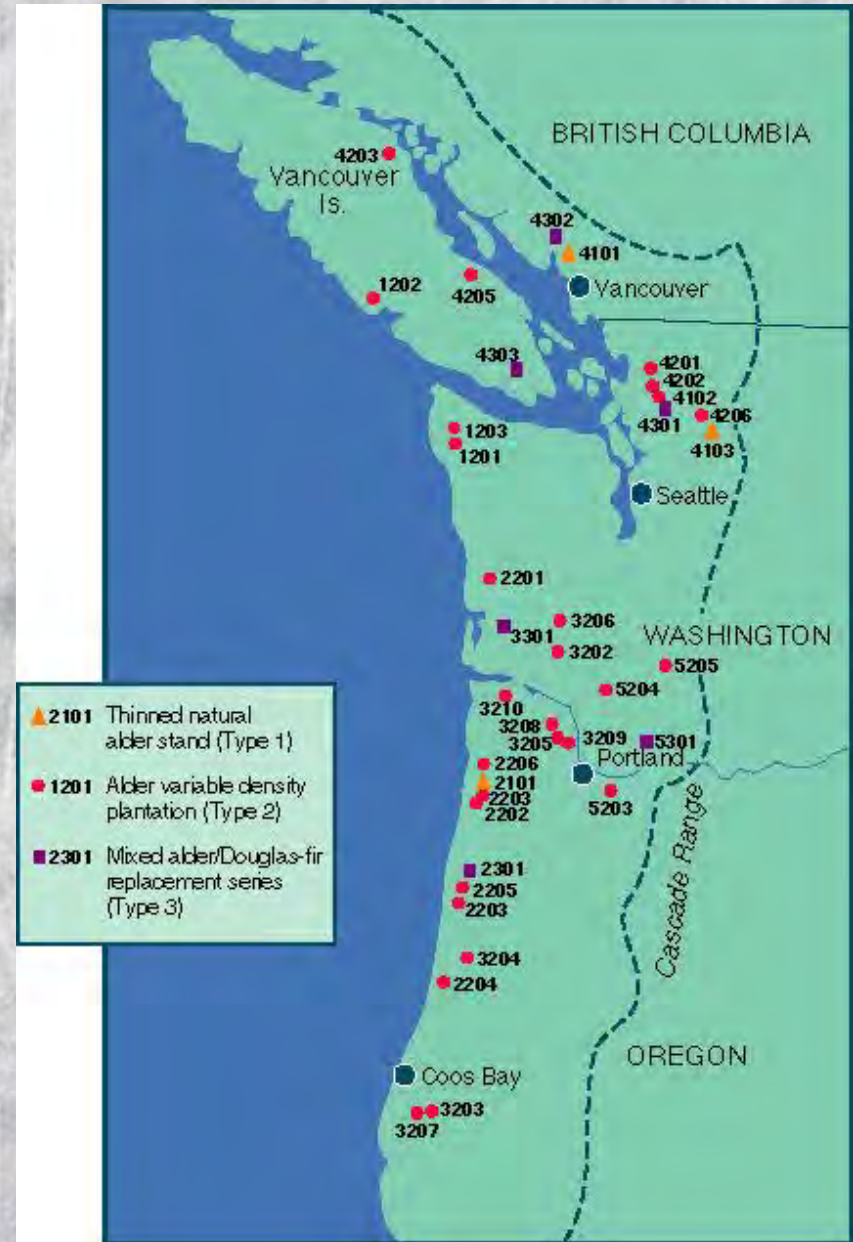 BRITISH COLUMBIA
4203
Vancouver
Is.
4302
4101
1202
4205
Vancouver
4303
4201
4202
4102
4301
4206
4103
1203
1201
Seattle
2201
3206
3301
WASHINGTON
3202
5205
5204
3210
3208
3205
3209
5301
Portland
2206
2101
2203
2202
5203
2301
2205
2203
Cascade Range
3204
2204
OREGON
Coos Bay
3203
3207
2101 Thinned natural
alder stand (Type 1)
1201 Alder variable density
plantation (Type 2)
2301 Mixed alder/Douglas-fir
replacement series
(Type 3)